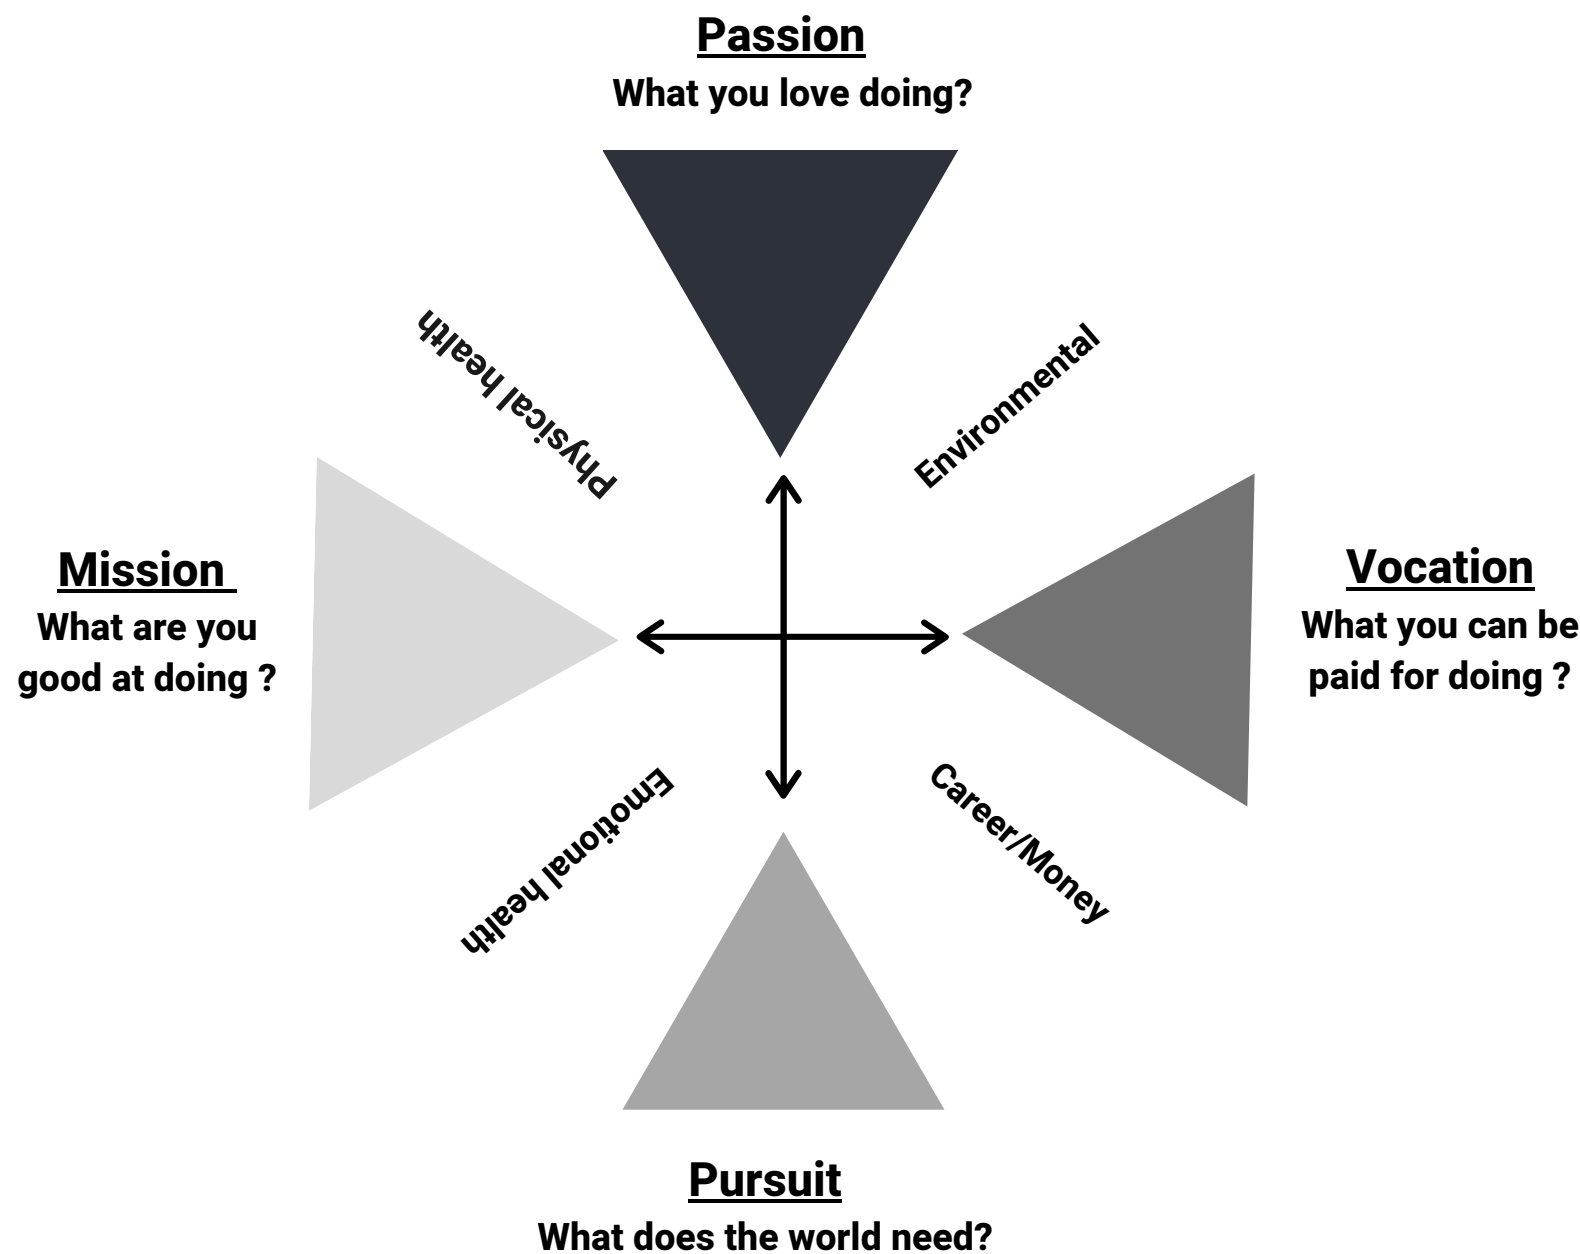 Passion
What you love doing?
Physical health
Environmental
Mission
What are you
good at doing ?
Vocation
What you can be
paid for doing ?
Emotional health
Career/Money
Pursuit
What does the world need?